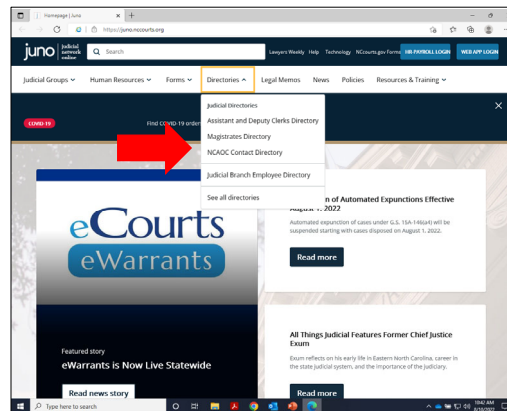 Homepage | Juno
https://juno.nccourts.org
juno Judicial network online
Search
Lawyers Weekly Help Technology NCcourts.gov Forms HR PAYROLL LOGIN WEB APP LOGIN
Judicial Groups Human Resources Forms Directories Legal Memos News Policies Resources & Training
Judicial Directories
Assistant and Deputy Clerks Directory
Magistrates Directory
NCAOC Contact Directory
Judicial Branch Employee Directory
See all directories
COVID-19
Find COVID-19 order
n of Automated Expunctions Effective
August 1, 2022
Automated expunction of cases under G.S. 15A-146(a4) will be
suspended starting with cases disposed on August 1, 2022.
Read more
eCourts
eWarrants
Featured story
eWarrants is Now Live Statewide
Read news story
All Things Judicial Features Former Chief Justice
Exum
Exum reflects on his early life in Eastern North Carolina, career in
the state judicial system, and the importance of the judiciary.
Read more
Type here to search
10:42 AM